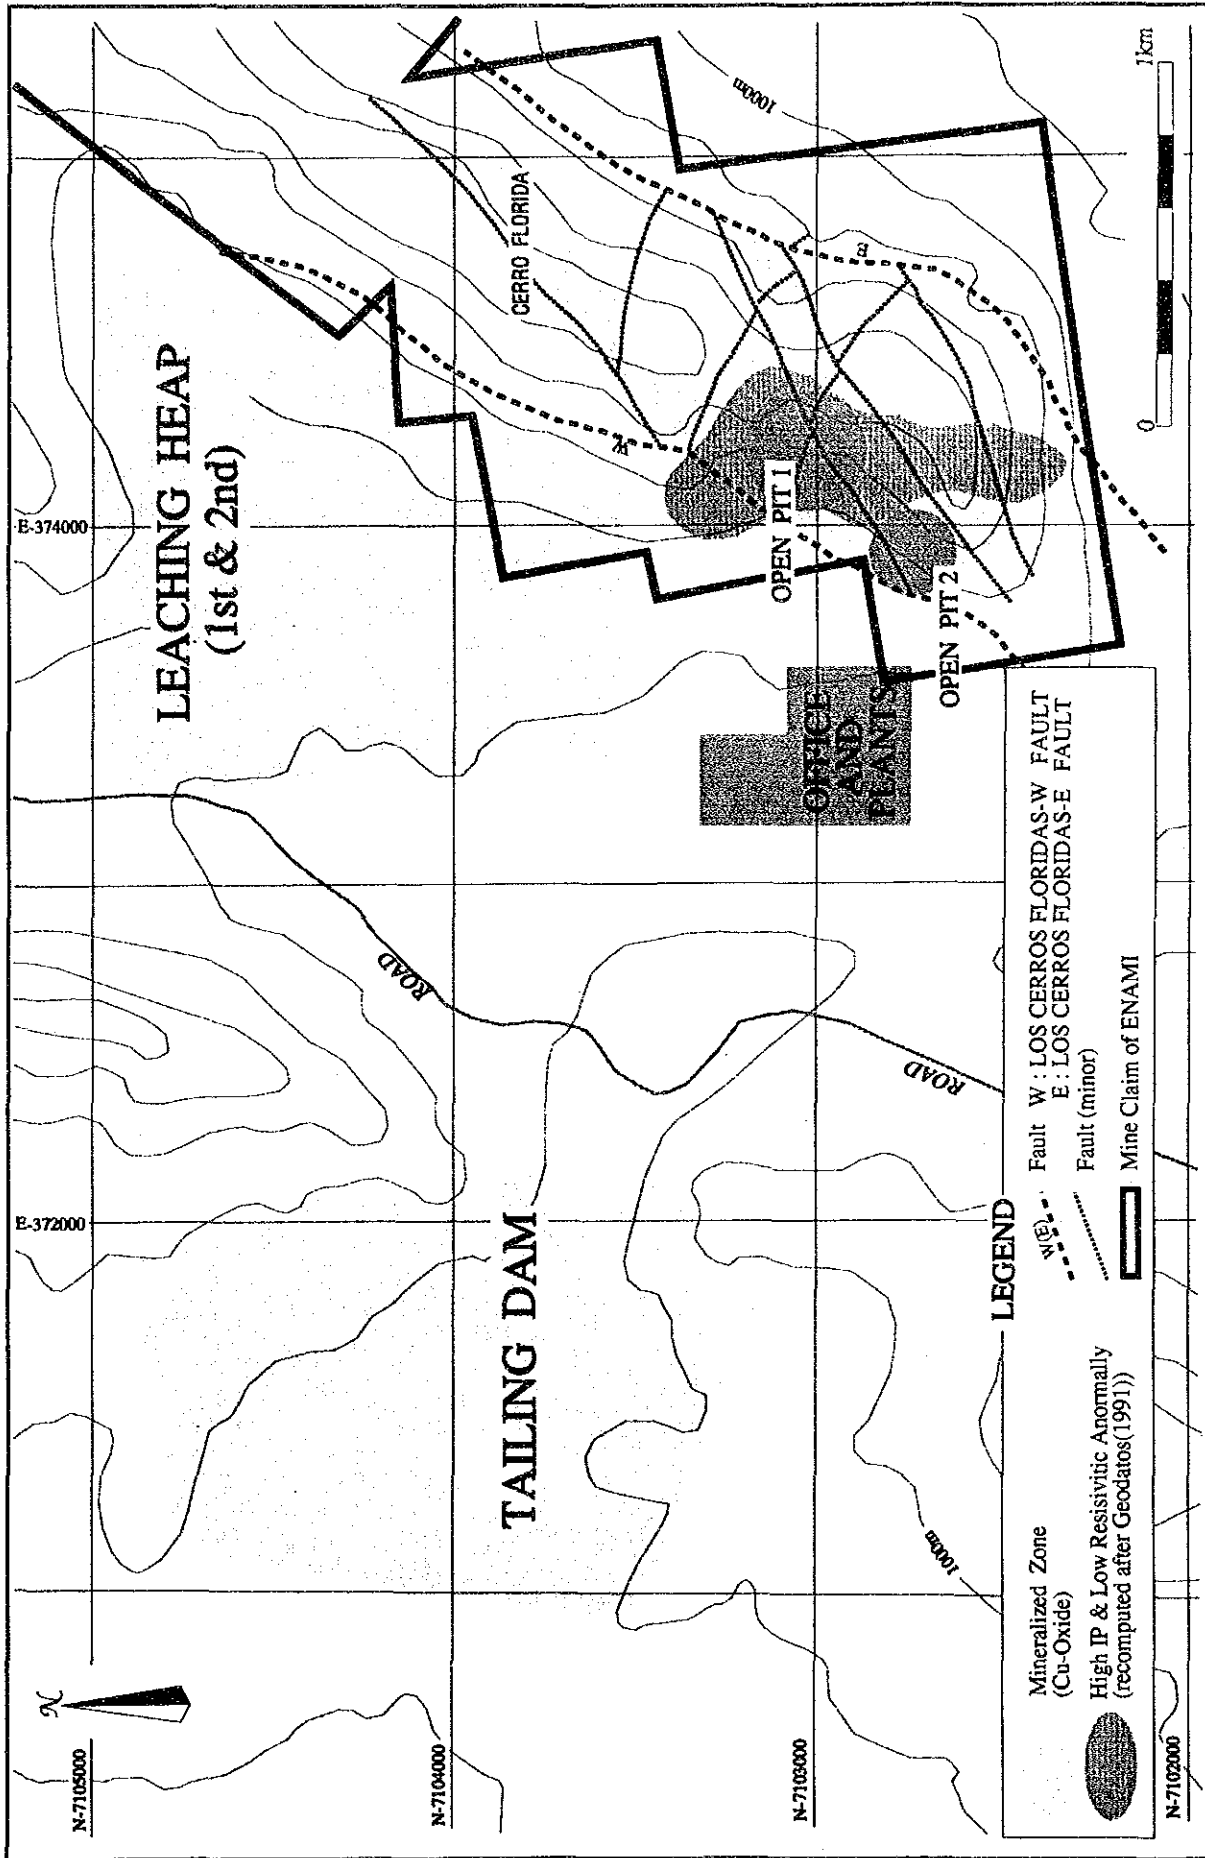 N
N-7105000
N-7104000
N-7103000
N-7102000
E-372000
E-374000
LEACHING HEAP
(1st & 2nd)
TAILING DAM
ROAD
ROAD
CERRO FLORIDA
W
E
OPEN PIT 1
OPEN PIT 2
OFFICE
AND
PLANTS
1000m
1000m
0
1km
LEGEND
Mineralized Zone
(Cu-Oxide)
High IP & Low Resisivitic Anormally
(recomputed after Geodatos(1991))
W(E)
Fault W : LOS CERROS FLORIDAS-W FAULT
E : LOS CERROS FLORIDAS-E FAULT
Fault (minor)
Mine Claim of ENAMI